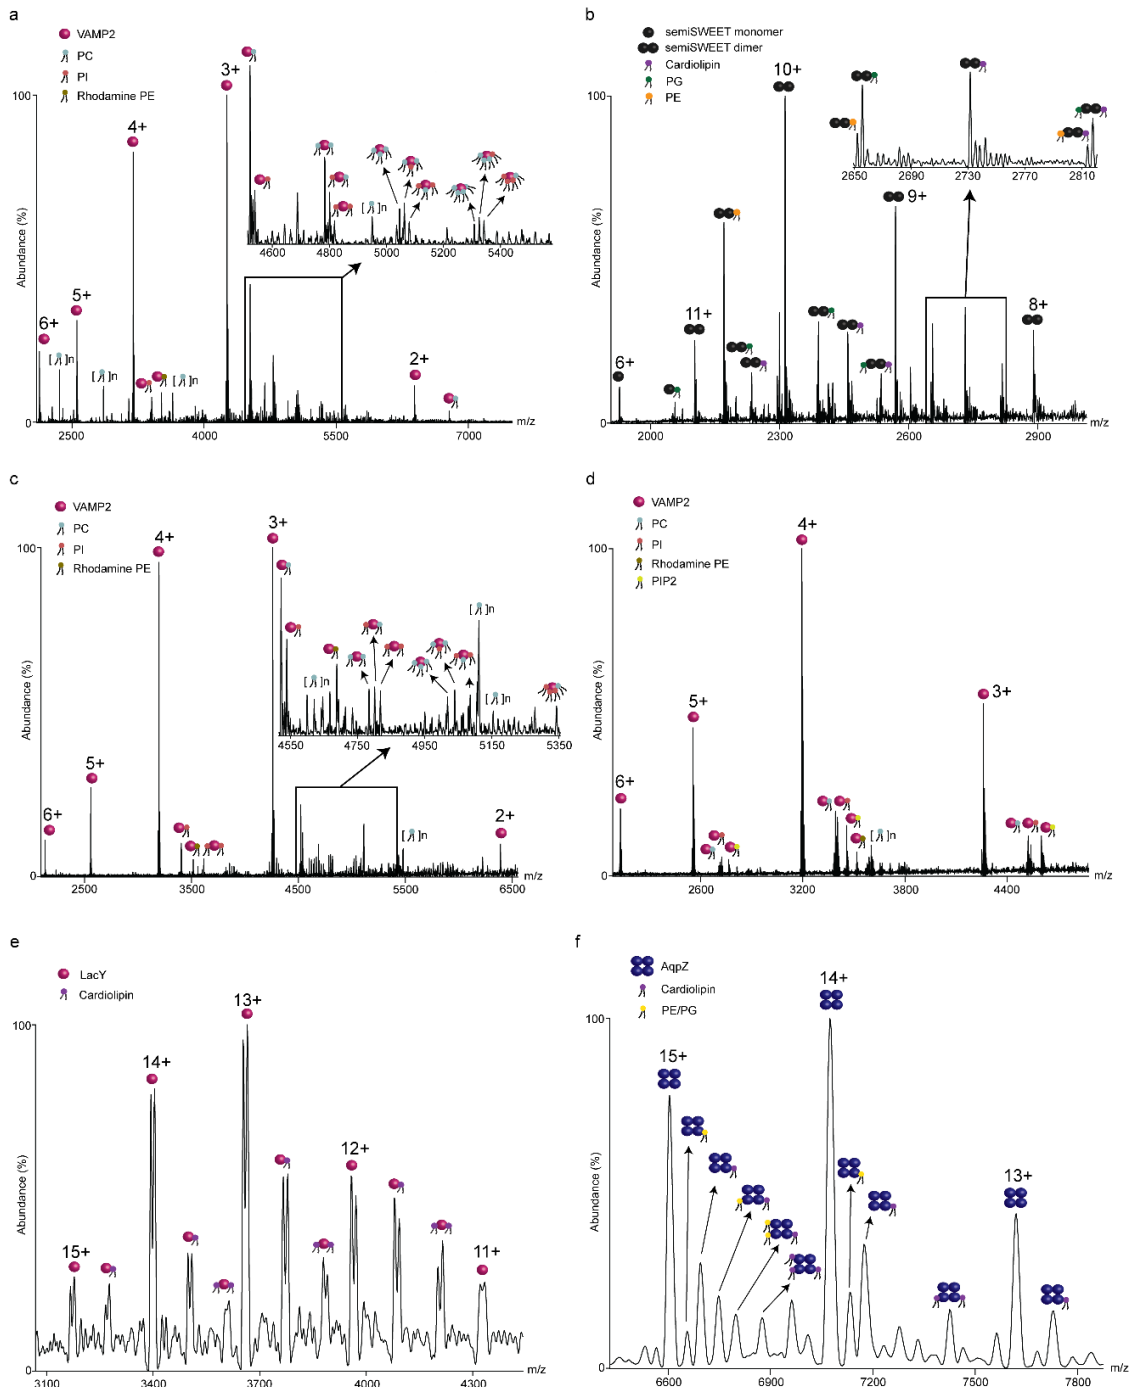 a
VAMP2
PC
PI
Rhodamine PE
Abundance (%)
100
0
6+
5+
4+
3+
2+
[ ]n
[ ]n
[ ]n
[ ]n
2500
4000
5500
7000
m/z
4600
4800
5000
5200
5400
b
semiSWEET monomer
semiSWEET dimer
Cardiolipin
PG
PE
Abundance (%)
100
0
6+
11+
10+
9+
8+
2000
2300
2600
2900
m/z
2650
2690
2730
2770
2810
c
VAMP2
PC
PI
Rhodamine PE
Abundance (%)
100
0
6+
5+
4+
3+
2+
[ ]n
[ ]n
[ ]n
[ ]n
2500
3500
4500
5500
6500
m/z
4550
4750
4950
5150
5350
d
VAMP2
PC
PI
Rhodamine PE
PIP2
Abundance (%)
100
0
6+
5+
4+
3+
[ ]n
2600
3200
3800
4400
m/z
e
LacY
Cardiolipin
Abundance (%)
100
0
15+
14+
13+
12+
11+
3100
3400
3700
4000
4300
m/z
f
AqpZ
Cardiolipin
PE/PG
Abundance (%)
100
0
15+
14+
13+
6600
6900
7200
7500
7800
m/z